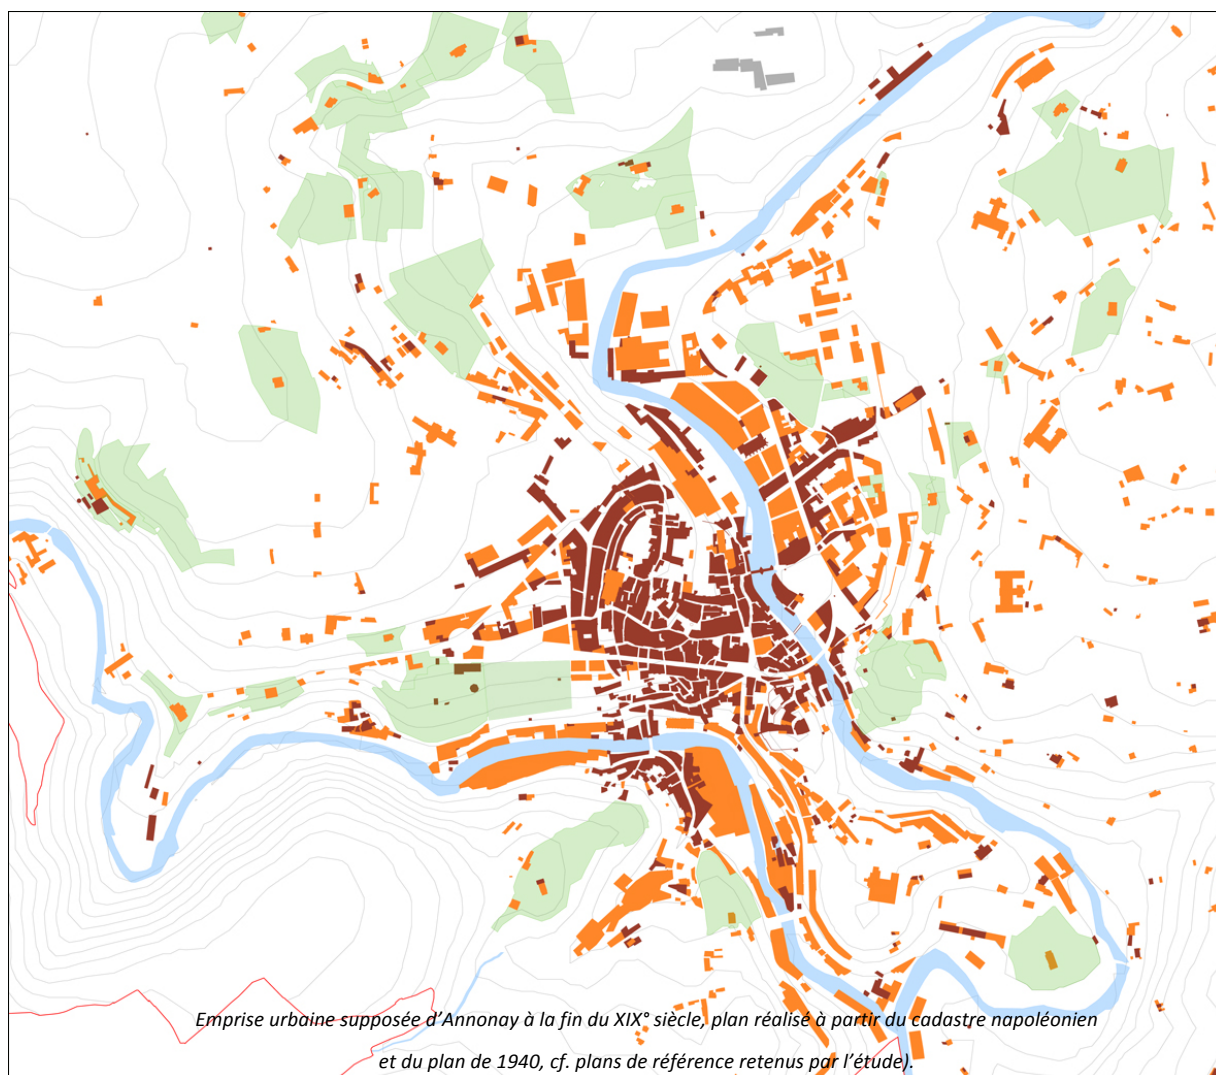 Emprise urbaine supposée d’Annonay à la fin du XIX° siècle, plan réalisé à partir du cadastre napoléonien
et du plan de 1940, cf. plans de référence retenus par l’étude).